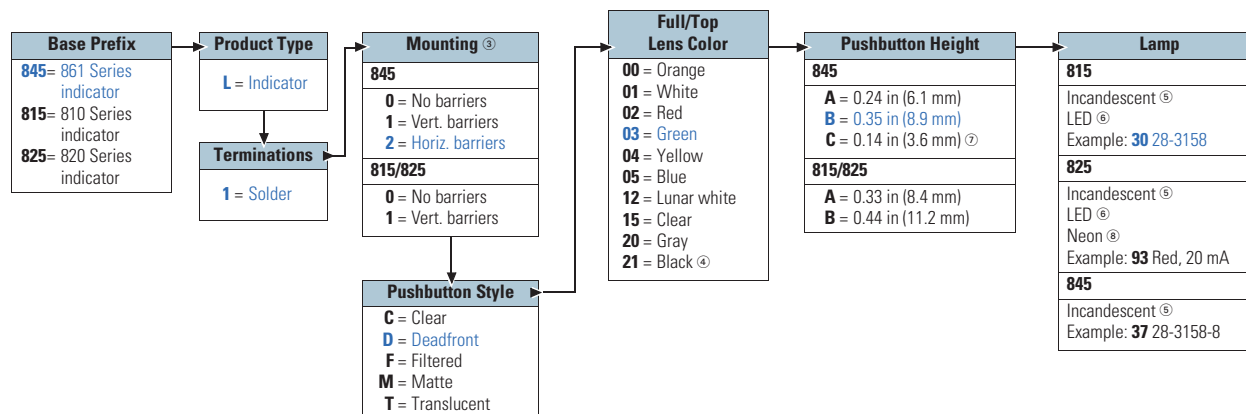 Base Prefix
845= 861 Series
indicator
815= 810 Series
indicator
825= 820 Series
indicator
Product Type
L = Indicator
Terminations
1 = Solder
Mounting ③
845
0 = No barriers
1 = Vert. barriers
2 = Horiz. barriers
815/825
0 = No barriers
1 = Vert. barriers
Pushbutton Style
C = Clear
D = Deadfront
F = Filtered
M = Matte
T = Translucent
Full/Top
Lens Color
00 = Orange
01 = White
02 = Red
03 = Green
04 = Yellow
05 = Blue
12 = Lunar white
15 = Clear
20 = Gray
21 = Black ④
Pushbutton Height
845
A = 0.24 in (6.1 mm)
B = 0.35 in (8.9 mm)
C = 0.14 in (3.6 mm) ⑦
815/825
A = 0.33 in (8.4 mm)
B = 0.44 in (11.2 mm)
Lamp
815
Incandescent ⑤
LED ⑥
Example: 30 28-3158
825
Incandescent ⑤
LED ⑥
Neon ⑧
Example: 93 Red, 20 mA
845
Incandescent ⑤
Example: 37 28-3158-8